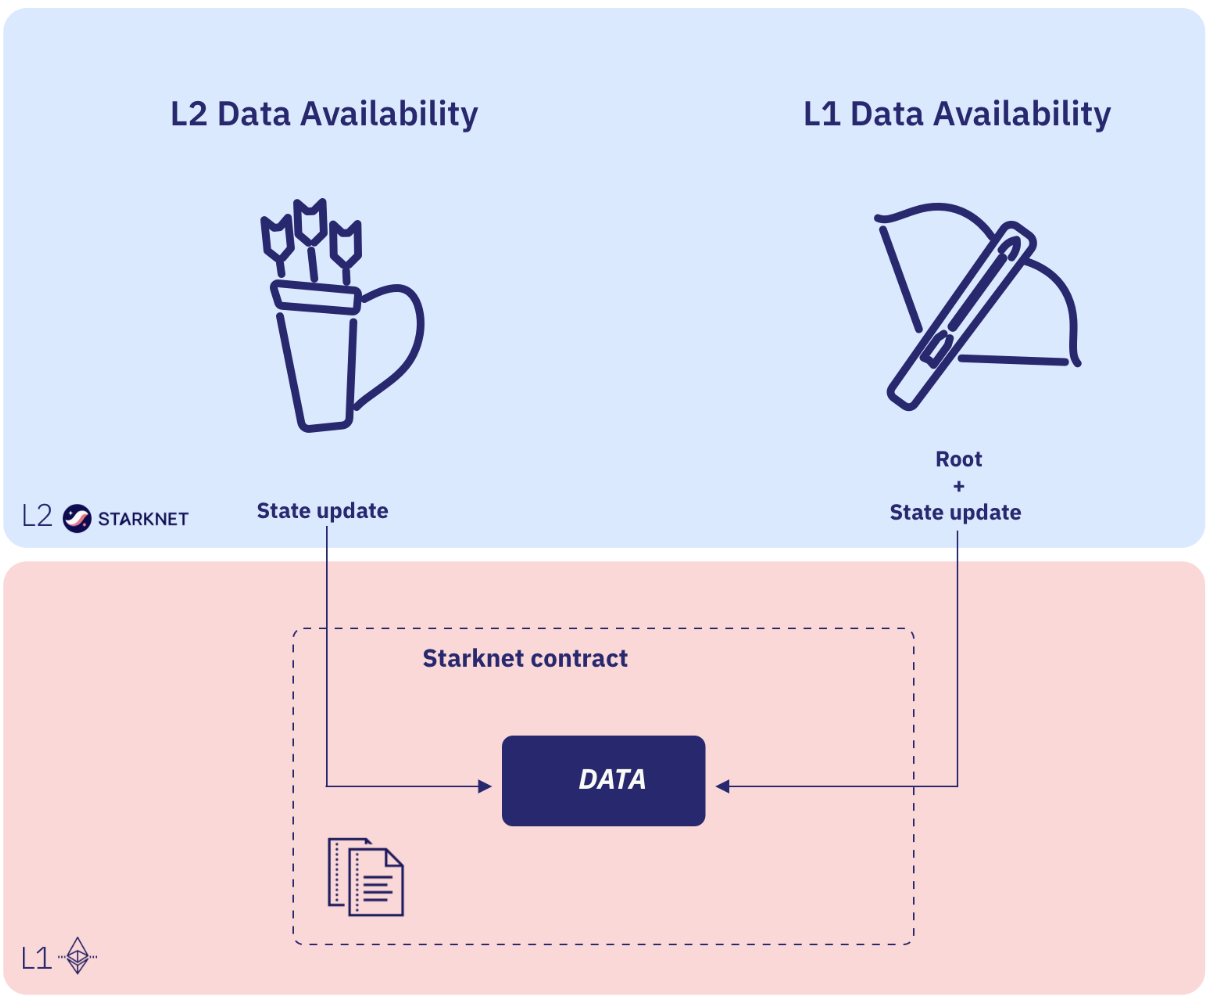 L2 Data Availability
L1 Data Availability
Root
+
State update
State update
L2 STARKNET
Starknet contract
DATA
L1